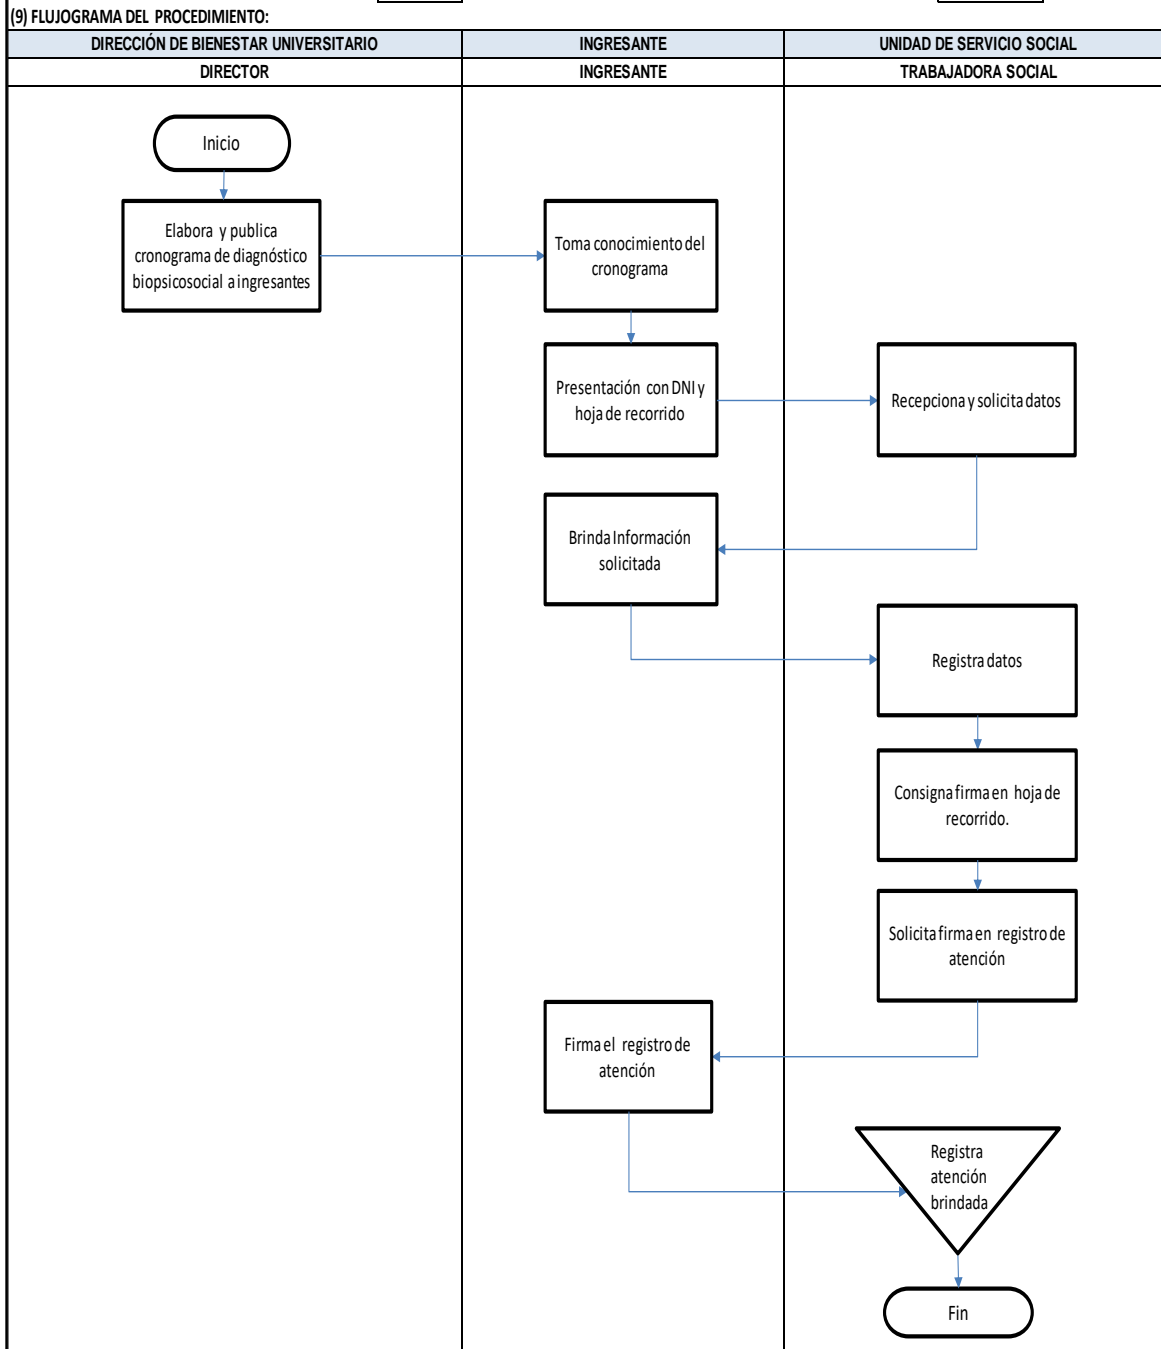 (9) FLUJOGRAMA DEL PROCEDIMIENTO:
DIRECCIÓN DE BIENESTAR UNIVERSITARIO
INGRESANTE
UNIDAD DE SERVICIO SOCIAL
DIRECTOR
INGRESANTE
TRABAJADORA SOCIAL
Inicio
Elabora y publica
cronograma de diagnóstico
biopsicosocial a ingresantes
Toma conocimiento del
cronograma
Presentación con DNI y
hoja de recorrido
Recepciona y solicita datos
Brinda Información
solicitada
Registra datos
Consigna firma en hoja de
recorrido.
Solicita firma en registro de
atención
Firma el registro de
atención
Registra
atención
brindada
Fin